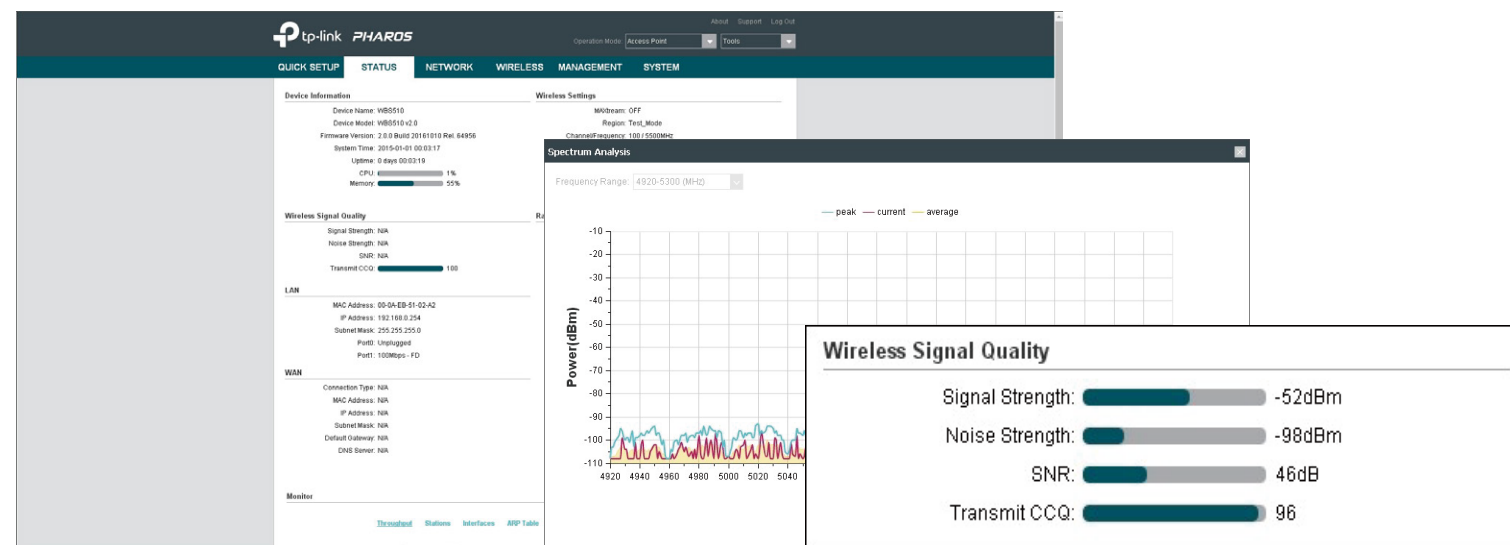 About Support Log Out
tp-link PHAROS
Operation Mode: Access Point Tools
QUICK SETUP STATUS NETWORK WIRELESS MANAGEMENT SYSTEM
Device Information
Device Name: WBS510
Device Model: WBS510 v2.0
Firmware Version: 2.0.0 Build 20161010 Rel. 64956
System Time: 2015-01-01 00:03:17
Uptime: 0 days 00:03:19
CPU: 1%
Memory: 55%
Wireless Settings
MAXtream: OFF
Region: Test_Mode
Channel/Frequency: 100 / 5500MHz
Wireless Signal Quality
Signal Strength: N/A
Noise Strength: N/A
SNR: N/A
Transmit CCQ: 100
LAN
MAC Address: 00-0A-EB-51-02-A2
IP Address: 192.168.0.254
Subnet Mask: 255.255.255.0
Port0: Unplugged
Port1: 100Mbps - FD
WAN
Connection Type: N/A
MAC Address: N/A
IP Address: N/A
Subnet Mask: N/A
Default Gateway: N/A
DNS Server: N/A
Monitor
Throughput Stations Interfaces ARP Table
Spectrum Analysis
Frequency Range: 4920-5300 (MHz)
peak current average
Power(dBm)
-10
-20
-30
-40
-50
-60
-70
-80
-90
-100
-110
4920 4940 4960 4980 5000 5020 5040
Wireless Signal Quality
Signal Strength: -52dBm
Noise Strength: -98dBm
SNR: 46dB
Transmit CCQ: 96